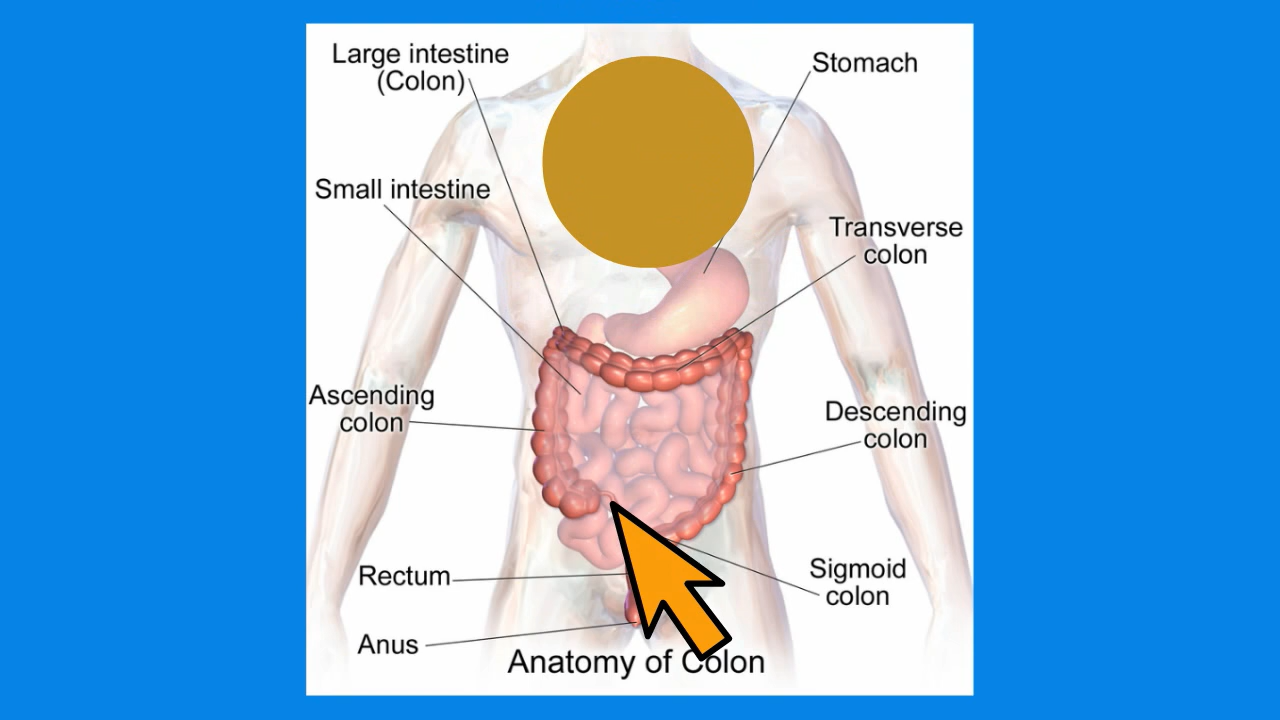 Large intestine
(Colon)
Stomach
Small intestine
Transverse
colon
Ascending
colon
Descending
colon
Rectum
Sigmoid
colon
Anus
Anatomy of Colon